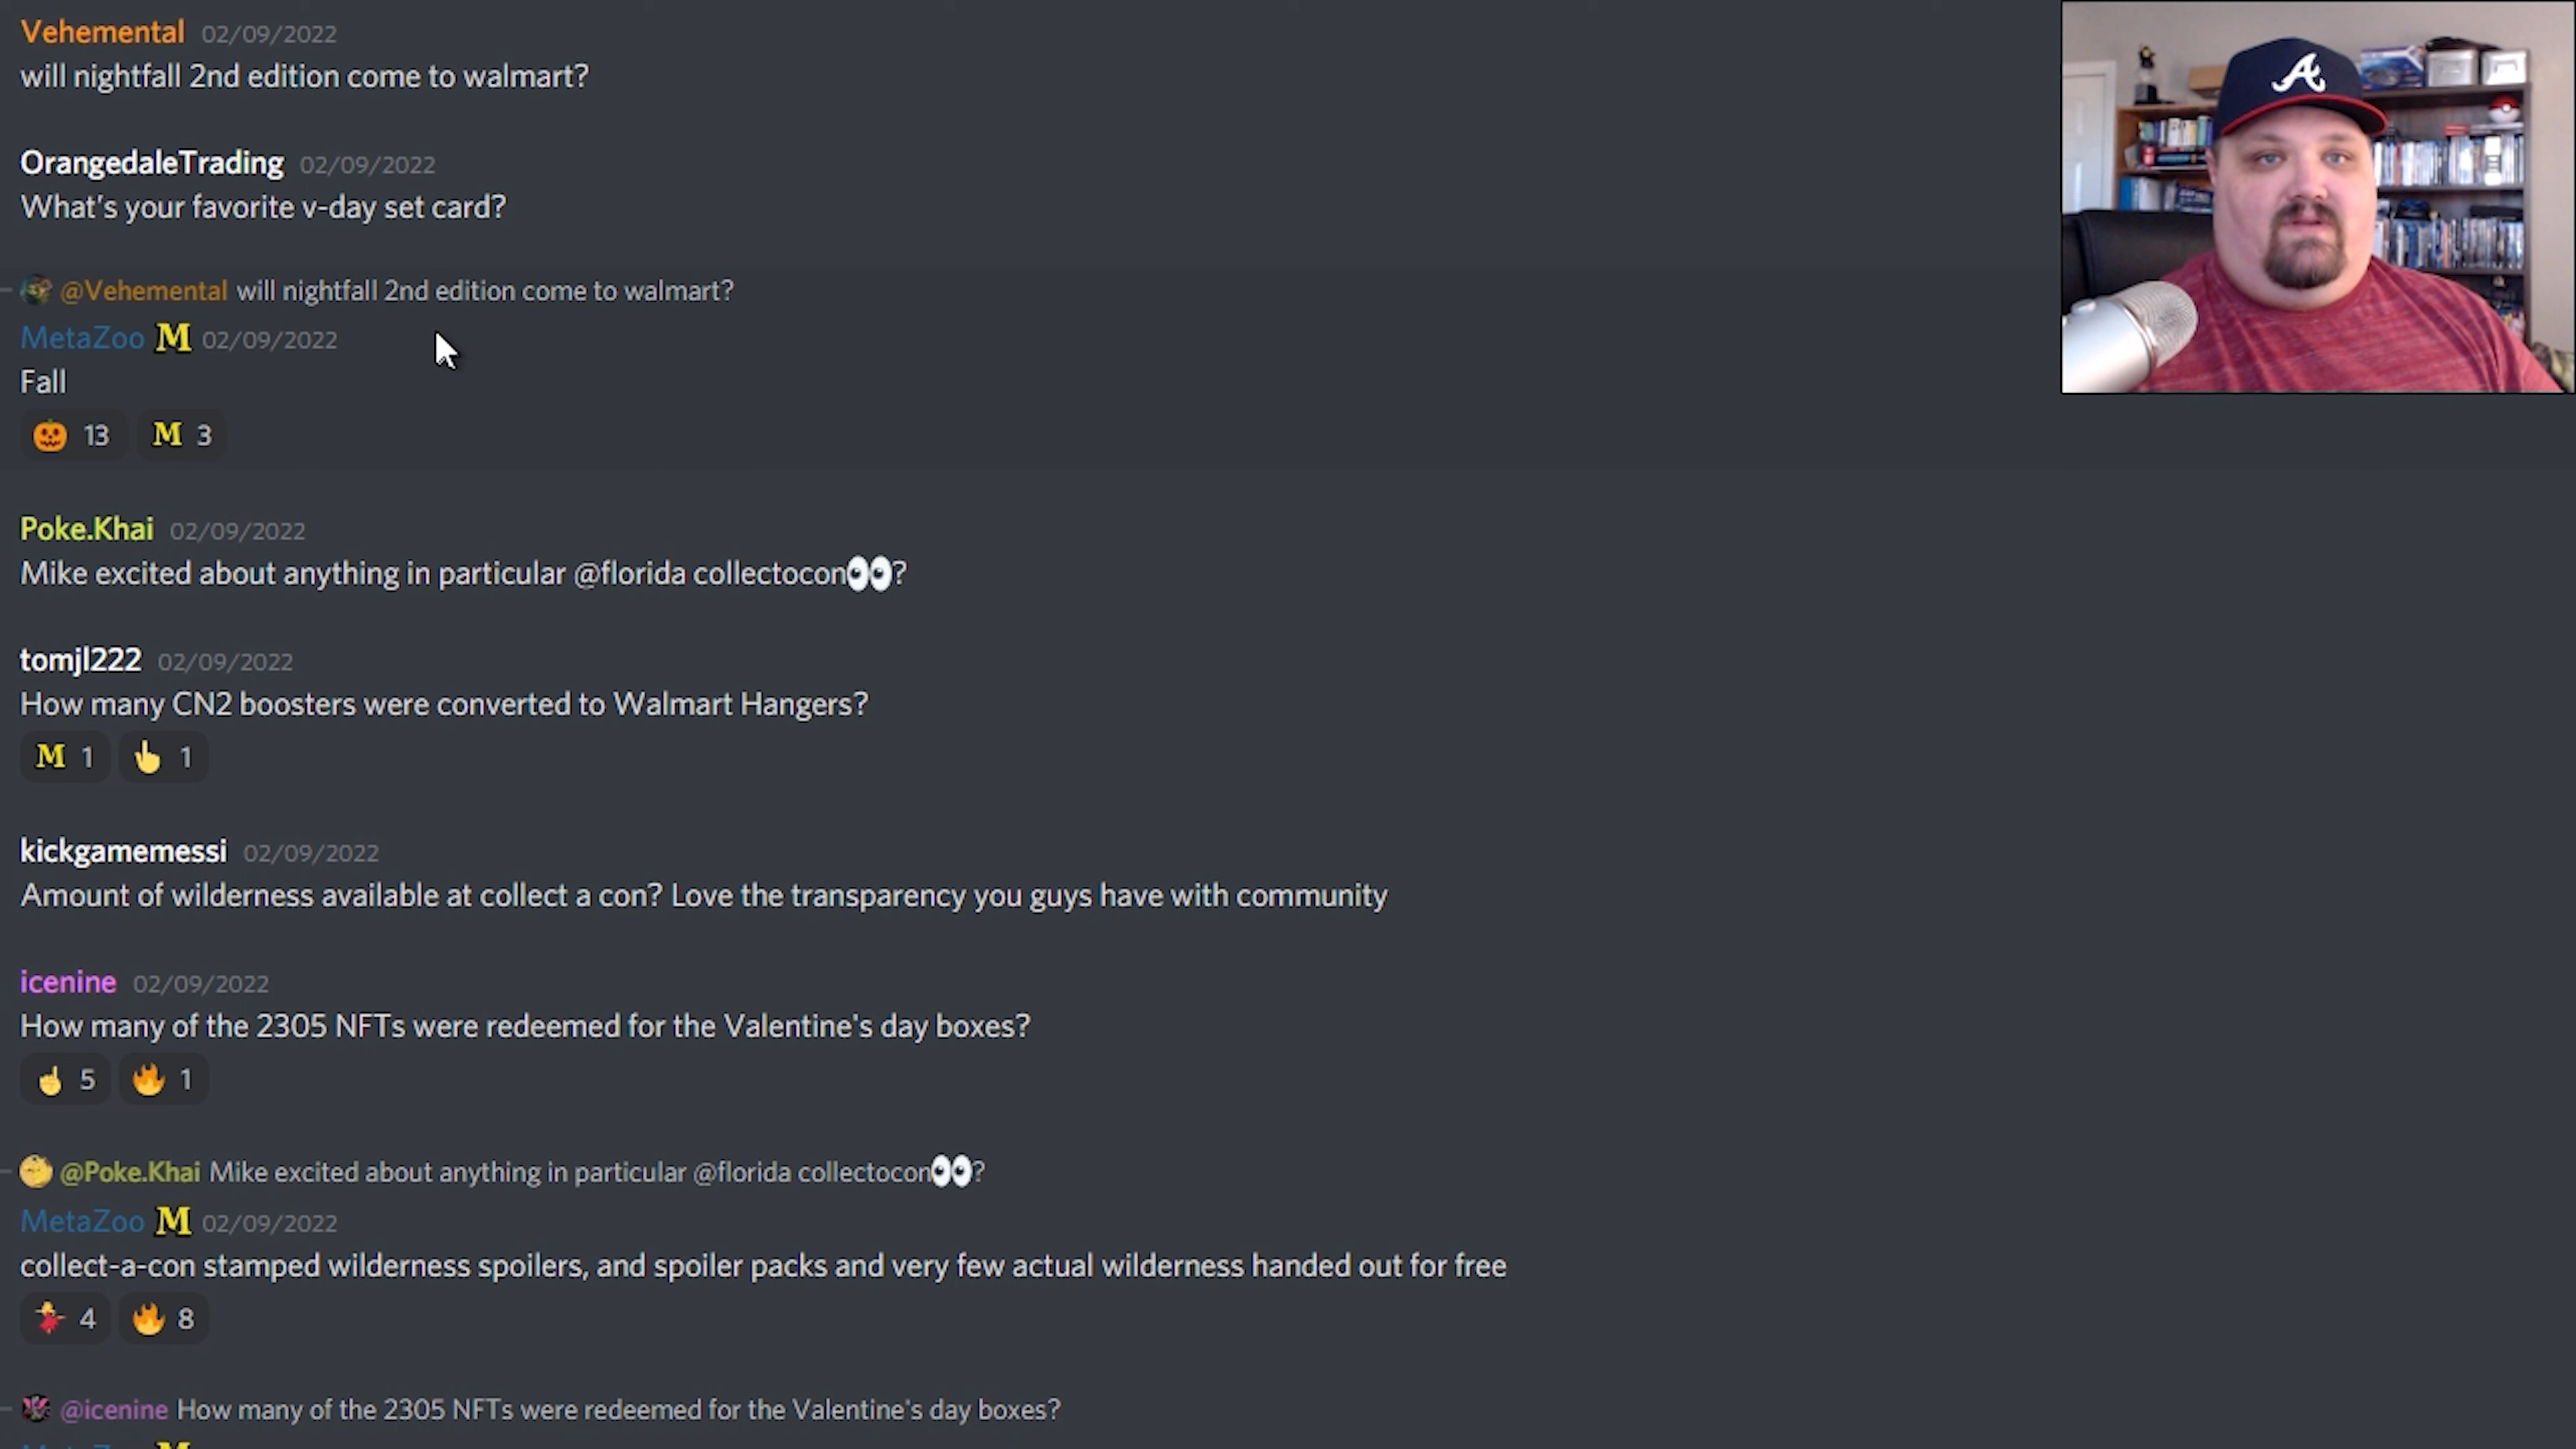 Vehemental 02/09/2022
will nightfall 2nd edition come to walmart?
OrangedaleTrading 02/09/2022
What's your favorite v-day set card?
@Vehemental will nightfall 2nd edition come to walmart?
MetaZoo M 02/09/2022
Fall
13 M 3
Poke.Khai 02/09/2022
Mike excited about anything in particular @florida collectocon👀?
tomjl222 02/09/2022
How many CN2 boosters were converted to Walmart Hangers?
M 1 1
kickgamemessi 02/09/2022
Amount of wilderness available at collect a con? Love the transparency you guys have with community
icenine 02/09/2022
How many of the 2305 NFTs were redeemed for the Valentine's day boxes?
5 1
@Poke.Khai Mike excited about anything in particular @florida collectocon👀?
MetaZoo M 02/09/2022
collect-a-con stamped wilderness spoilers, and spoiler packs and very few actual wilderness handed out for free
4 8
@icenine How many of the 2305 NFTs were redeemed for the Valentine's day boxes?